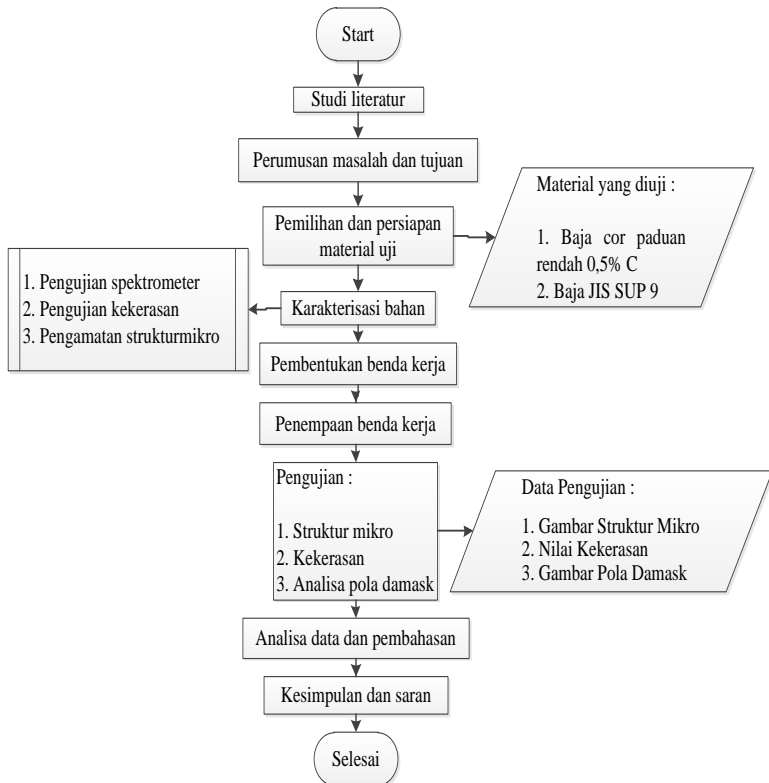 Start
Studi literatur
Perumusan masalah dan tujuan
Pemilihan dan persiapan
material uji
Material yang diuji :
1. Baja cor paduan
rendah 0,5% C
2. Baja JIS SUP 9
Karakterisasi bahan
1. Pengujian spektrometer
2. Pengujian kekerasan
3. Pengamatan strukturmikro
Pembentukan benda kerja
Penempaan benda kerja
Pengujian :
1. Struktur mikro
2. Kekerasan
3. Analisa pola damask
Data Pengujian :
1. Gambar Struktur Mikro
2. Nilai Kekerasan
3. Gambar Pola Damask
Analisa data dan pembahasan
Kesimpulan dan saran
Selesai